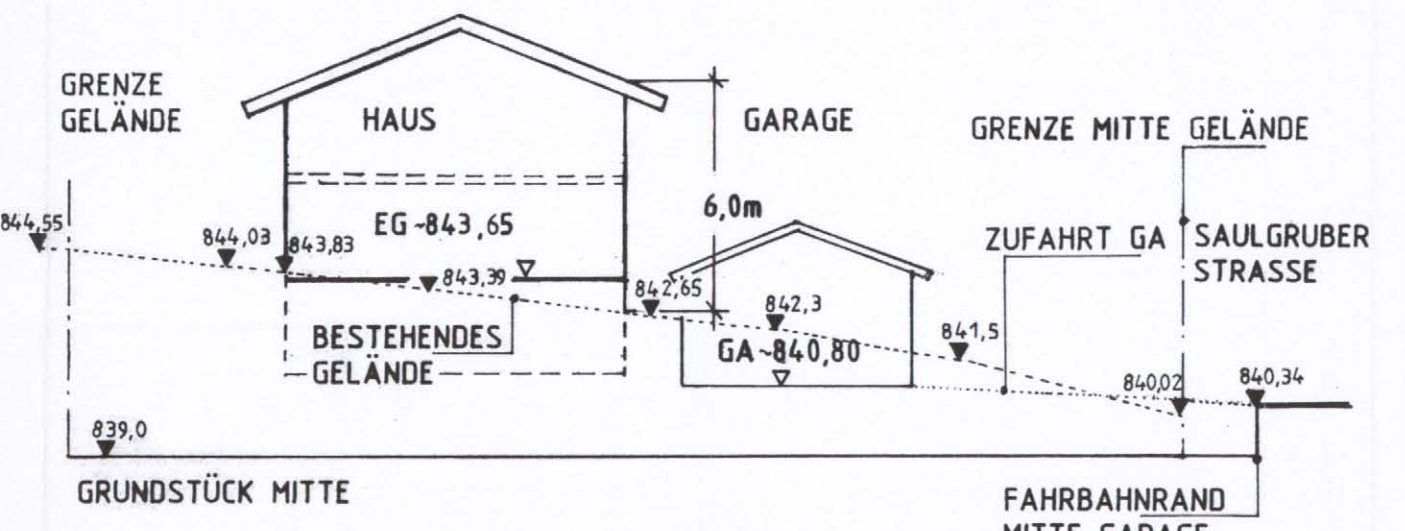 GRENZE
GELÄNDE
HAUS
GARAGE
GRENZE MITTE GELÄNDE
6,0m
844,55
844,03
843,83
EG ~843,65
ZUFAHRT GA
SAULGRUBER
STRASSE
843,39
842,65
842,3
BESTEHENDES
GELÄNDE
GA ~840,80
841,5
840,02
840,34
839,0
GRUNDSTÜCK MITTE
FAHRBAHNRAND
MITTE GARAGE